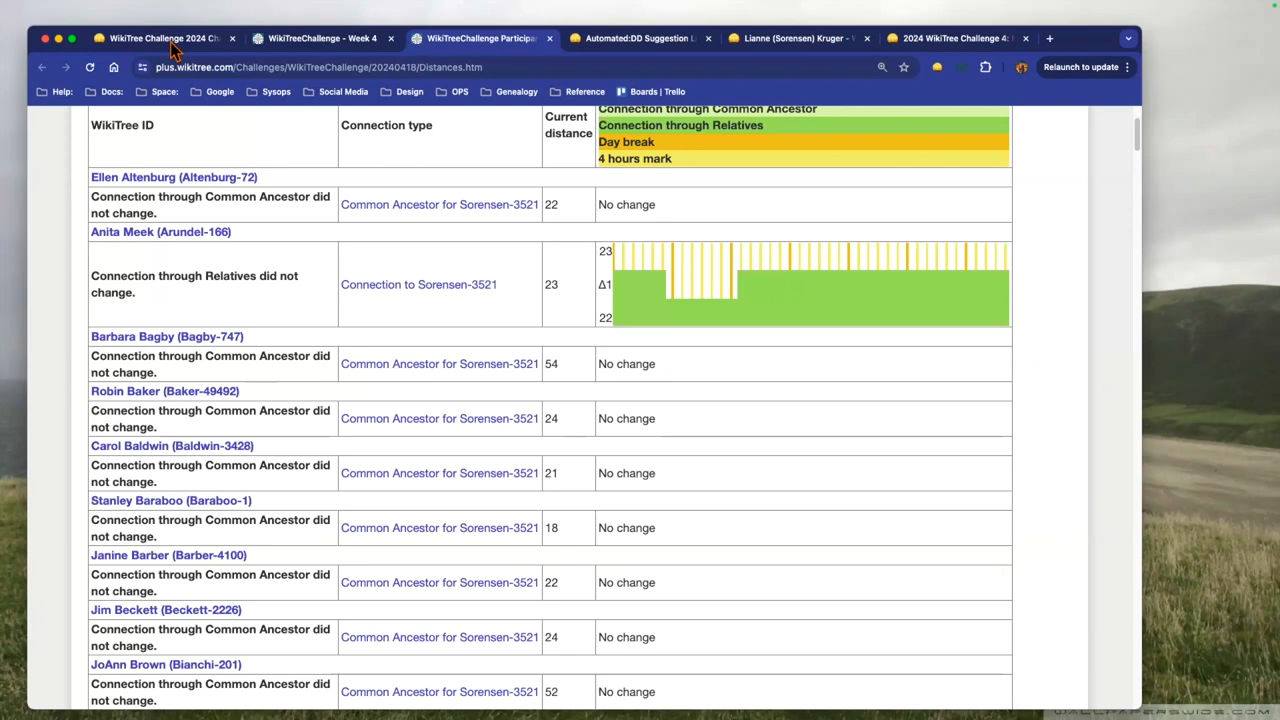 WikiTree Challenge 2024 Ch
WikiTreeChallenge - Week 4
WikiTreeChallenge Participa
Automated:DD Suggestion Li
Lianne (Sorensen) Kruger - W
2024 WikiTree Challenge 4:
plus.wikitree.com/Challenges/WikiTreeChallenge/20240418/Distances.htm
Relaunch to update
Help:
Docs:
Space:
Google
Sysops
Social Media
Design
OPS
Genealogy
Reference
Boards | Trello
WikiTree ID
Connection type
Current
distance
Connection through Common Ancestor
Connection through Relatives
Day break
4 hours mark
Ellen Altenburg (Altenburg-72)
Connection through Common Ancestor did
not change.
Common Ancestor for Sorensen-3521
22
No change
Anita Meek (Arundel-166)
Connection through Relatives did not
change.
Connection to Sorensen-3521
23
23
Δ1
22
Barbara Bagby (Bagby-747)
Connection through Common Ancestor did
not change.
Common Ancestor for Sorensen-3521
54
No change
Robin Baker (Baker-49492)
Connection through Common Ancestor did
not change.
Common Ancestor for Sorensen-3521
24
No change
Carol Baldwin (Baldwin-3428)
Connection through Common Ancestor did
not change.
Common Ancestor for Sorensen-3521
21
No change
Stanley Baraboo (Baraboo-1)
Connection through Common Ancestor did
not change.
Common Ancestor for Sorensen-3521
18
No change
Janine Barber (Barber-4100)
Connection through Common Ancestor did
not change.
Common Ancestor for Sorensen-3521
22
No change
Jim Beckett (Beckett-2226)
Connection through Common Ancestor did
not change.
Common Ancestor for Sorensen-3521
24
No change
JoAnn Brown (Bianchi-201)
Connection through Common Ancestor did
not change.
Common Ancestor for Sorensen-3521
52
No change